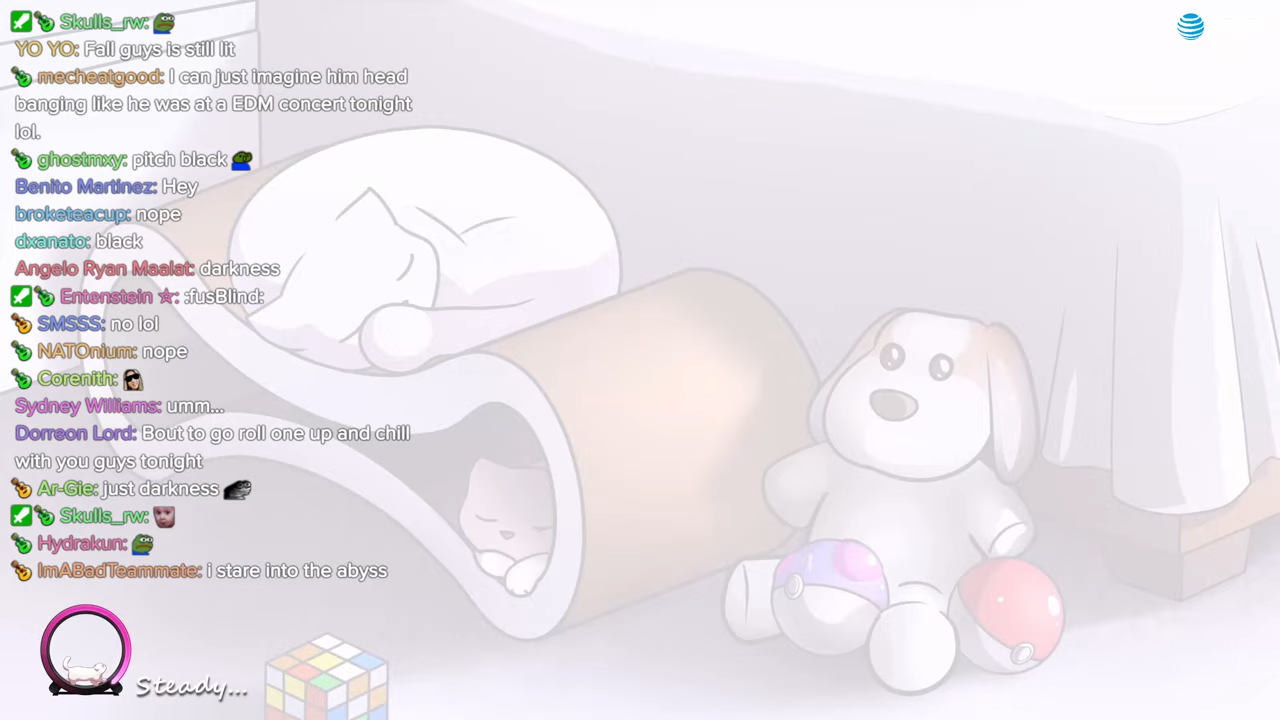 Skulls_rw:
YO YO: Fall guys is still lit
mecheatgood: I can just imagine him head
banging like he was at a EDM concert tonight
lol.
ghostmxy: pitch black
Benito Martinez: Hey
broketeacup: nope
dxanato: black
Angelo Ryan Maalat: darkness
Entenstein ☆: :fusBlind:
SMSSS: no lol
NATOnium: nope
Corenith:
Sydney Williams: umm...
Dorreon Lord: Bout to go roll one up and chill
with you guys tonight
Ar-Gie: just darkness
Skulls_rw:
Hydrakun:
ImABadTeammate: i stare into the abyss
Steady...